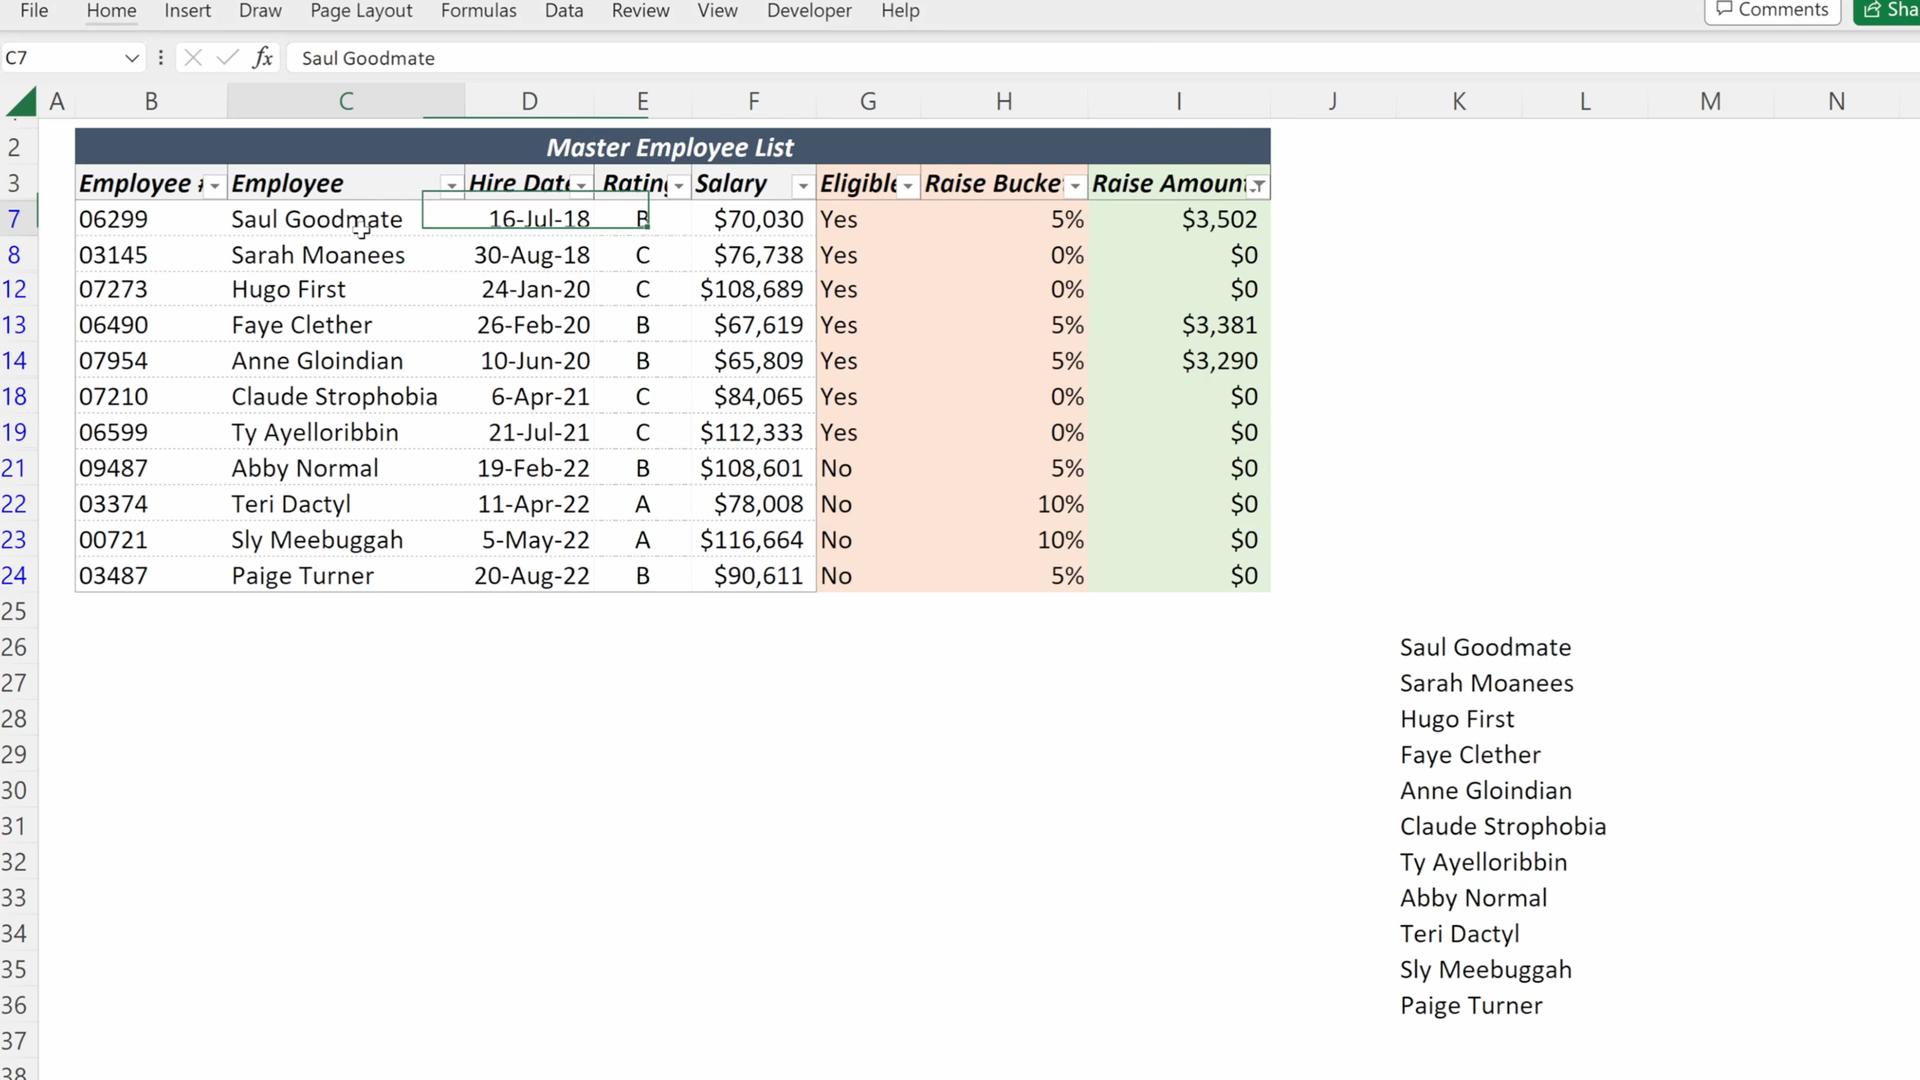 File Home Insert Draw Page Layout Formulas Data Review View Developer Help Comments Sha
C7 fx Saul Goodmate
A B C D E F G H I J K L M N
2 Master Employee List
3 Employee Employee Hire Date Rating Salary Eligible Raise Bucke Raise Amoun
7 06299 Saul Goodmate 16-Jul-18 B $70,030 Yes 5% $3,502
8 03145 Sarah Moanees 30-Aug-18 C $76,738 Yes 0% $0
12 07273 Hugo First 24-Jan-20 C $108,689 Yes 0% $0
13 06490 Faye Clether 26-Feb-20 B $67,619 Yes 5% $3,381
14 07954 Anne Gloindian 10-Jun-20 B $65,809 Yes 5% $3,290
18 07210 Claude Strophobia 6-Apr-21 C $84,065 Yes 0% $0
19 06599 Ty Ayelloribbin 21-Jul-21 C $112,333 Yes 0% $0
21 09487 Abby Normal 19-Feb-22 B $108,601 No 5% $0
22 03374 Teri Dactyl 11-Apr-22 A $78,008 No 10% $0
23 00721 Sly Meebuggah 5-May-22 A $116,664 No 10% $0
24 03487 Paige Turner 20-Aug-22 B $90,611 No 5% $0
25
26 Saul Goodmate
27 Sarah Moanees
28 Hugo First
29 Faye Clether
30 Anne Gloindian
31 Claude Strophobia
32 Ty Ayelloribbin
33 Abby Normal
34 Teri Dactyl
35 Sly Meebuggah
36 Paige Turner
37
38